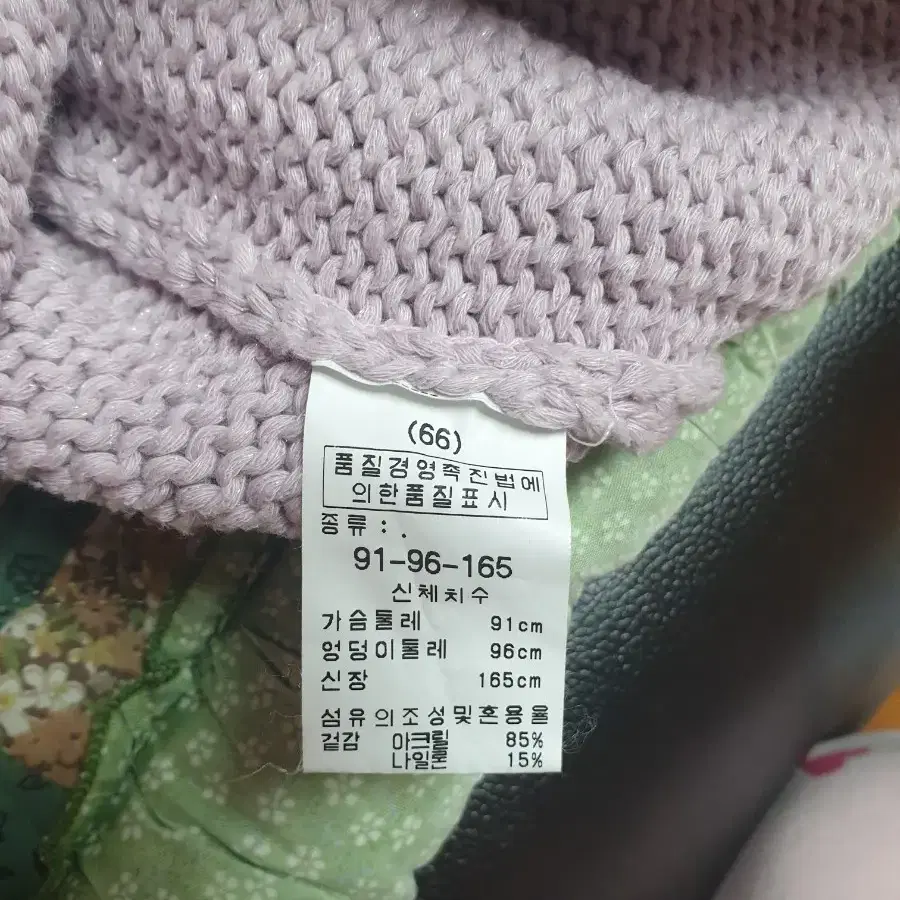 (66)
품질경영촉진법에
의한품질표시
종류 : .
91-96-165
신체치수
가슴둘레 91cm
엉덩이둘레 96cm
신장 165cm
섬유의조성및혼용율
겉감 아크릴 85%
나일론 15%